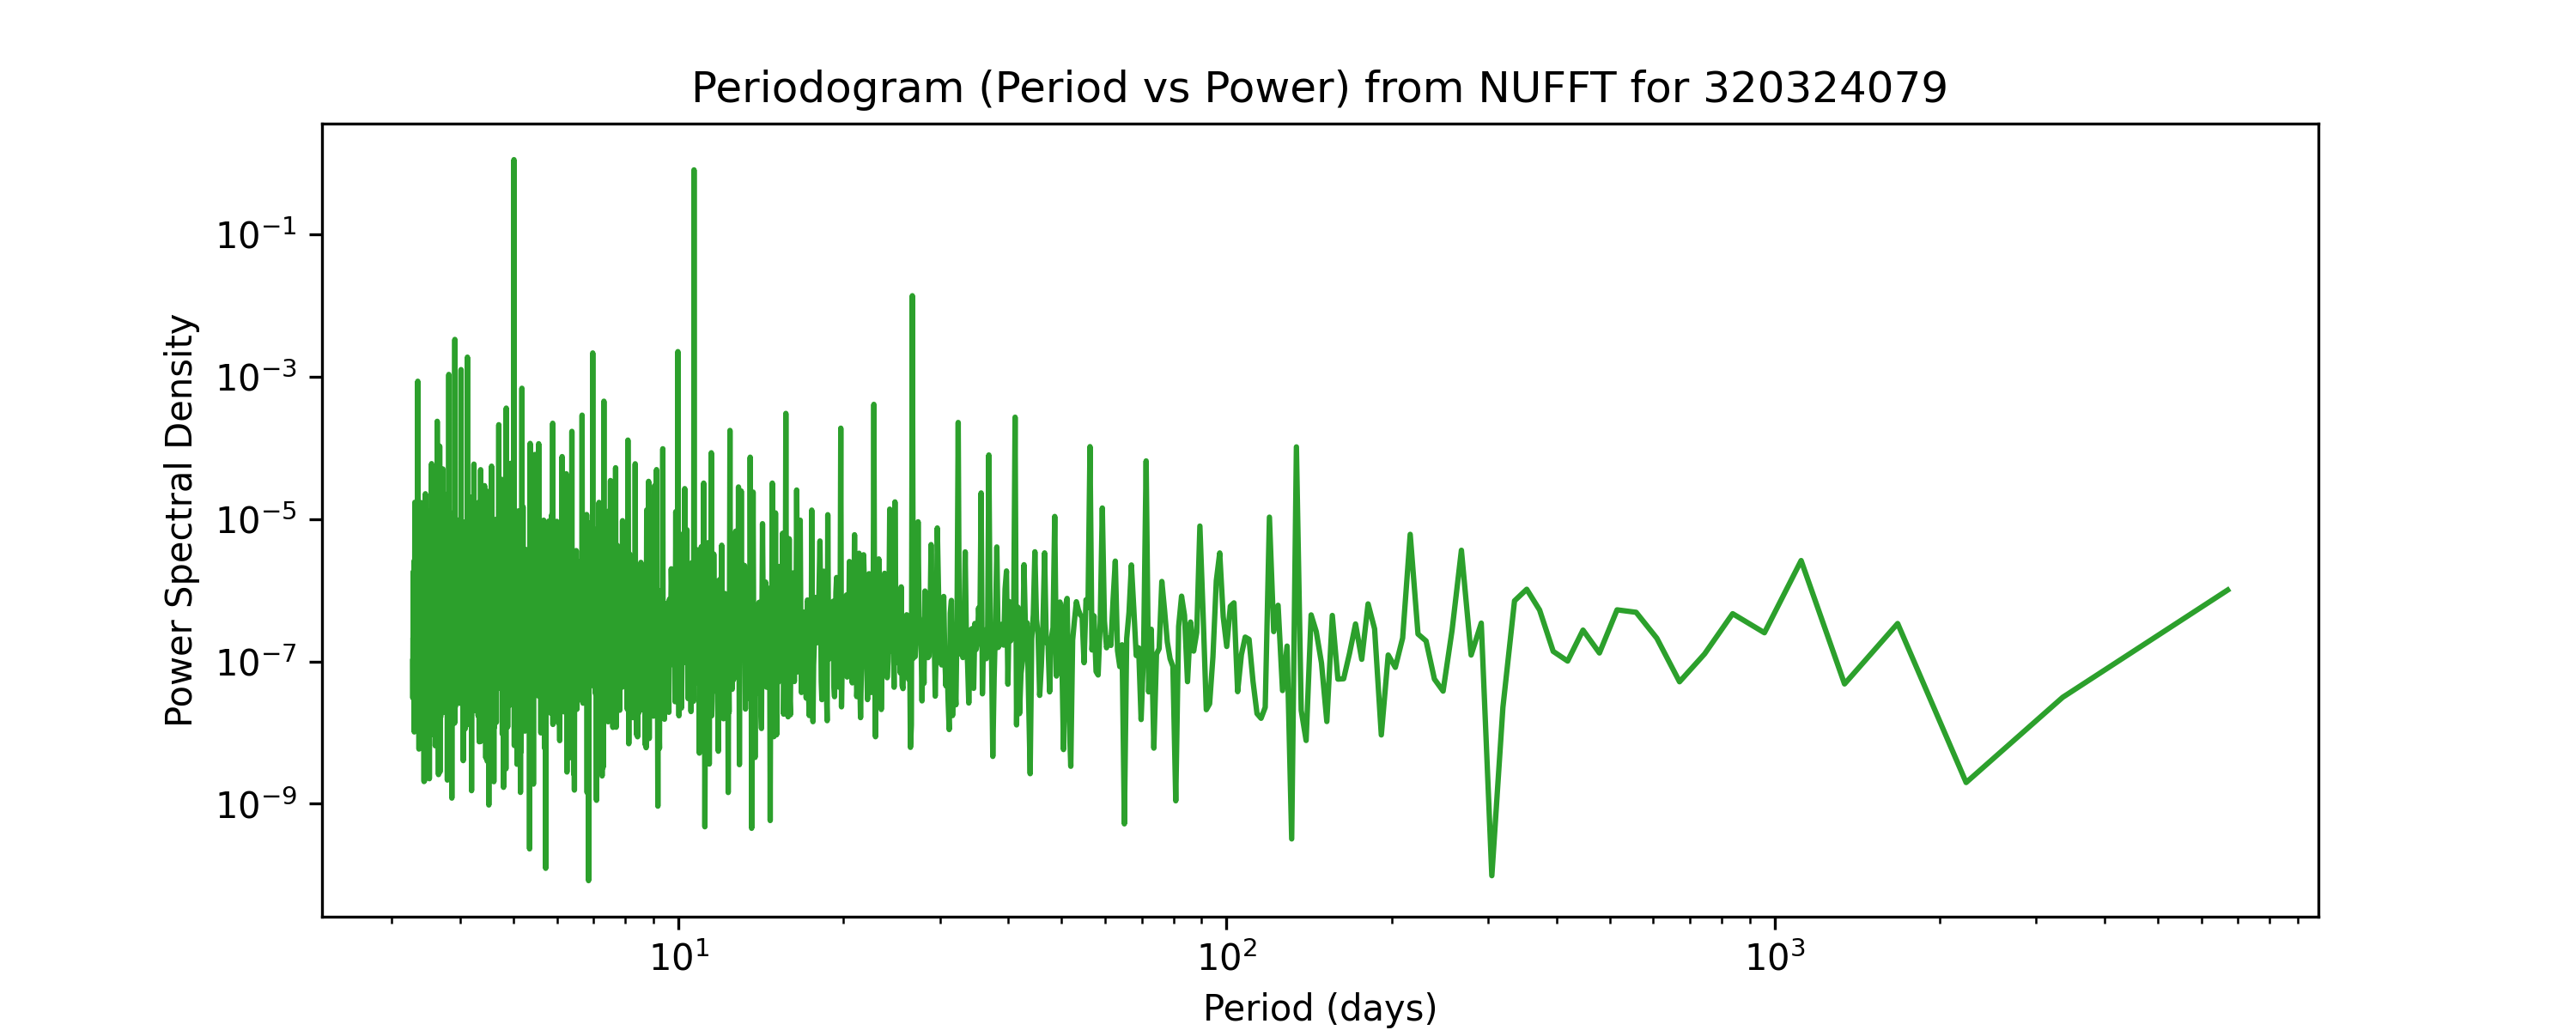 Periodogram (Period vs Power) from NUFFT for 320324079
Power Spectral Density
10⁻¹
10⁻³
10⁻⁵
10⁻⁷
10⁻⁹
10¹ 10² 10³
Period (days)